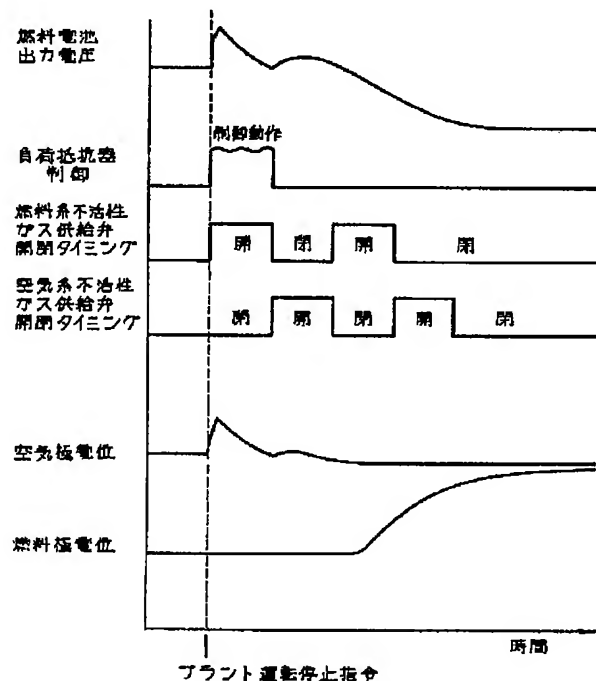 燃料電池
出力電圧
制御動作
負荷抵抗器
制御
燃料系不活性
ガス供給弁
開閉タイミング
開 閉 開 閉
空気系不活性
ガス供給弁
開閉タイミング
閉 開 閉 開 閉
空気極電位
燃料極電位
時間
プラント運転停止指令